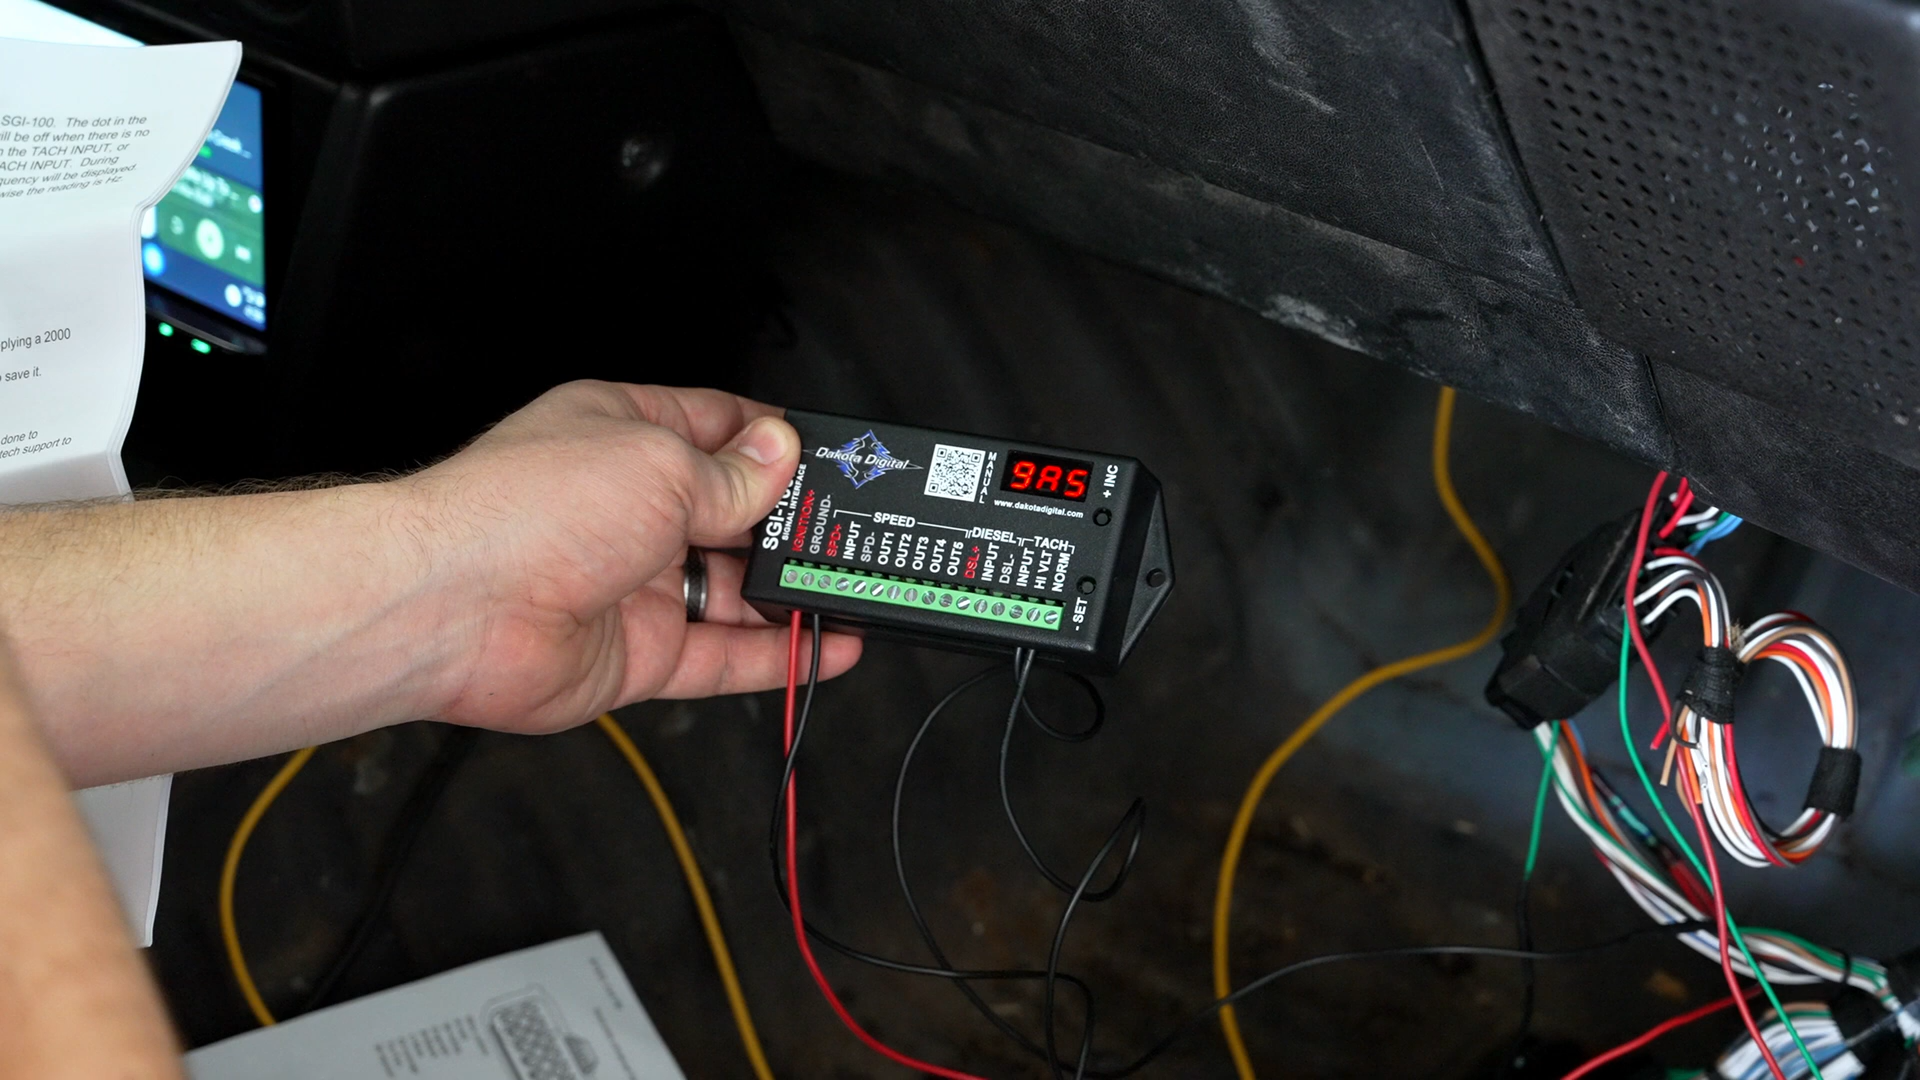 SGI-100. The dot in the
ill be off when there is no
n the TACH INPUT, or
ACH INPUT. During
quency will be displayed.
wise the reading is Hz.
plying a 2000
save it.
done to
tech support to
Dakota Digital
MANUAL
gAS
www.dakotadigital.com
+ INC
SGI-100
SIGNAL INTERFACE
SPEED
DIESEL
TACH
IGNITION+
GROUND-
SPD+
INPUT
SPD-
OUT1
OUT2
OUT3
OUT4
OUT5
DSL+
INPUT
DSL-
INPUT
HI VLT
NORM
- SET